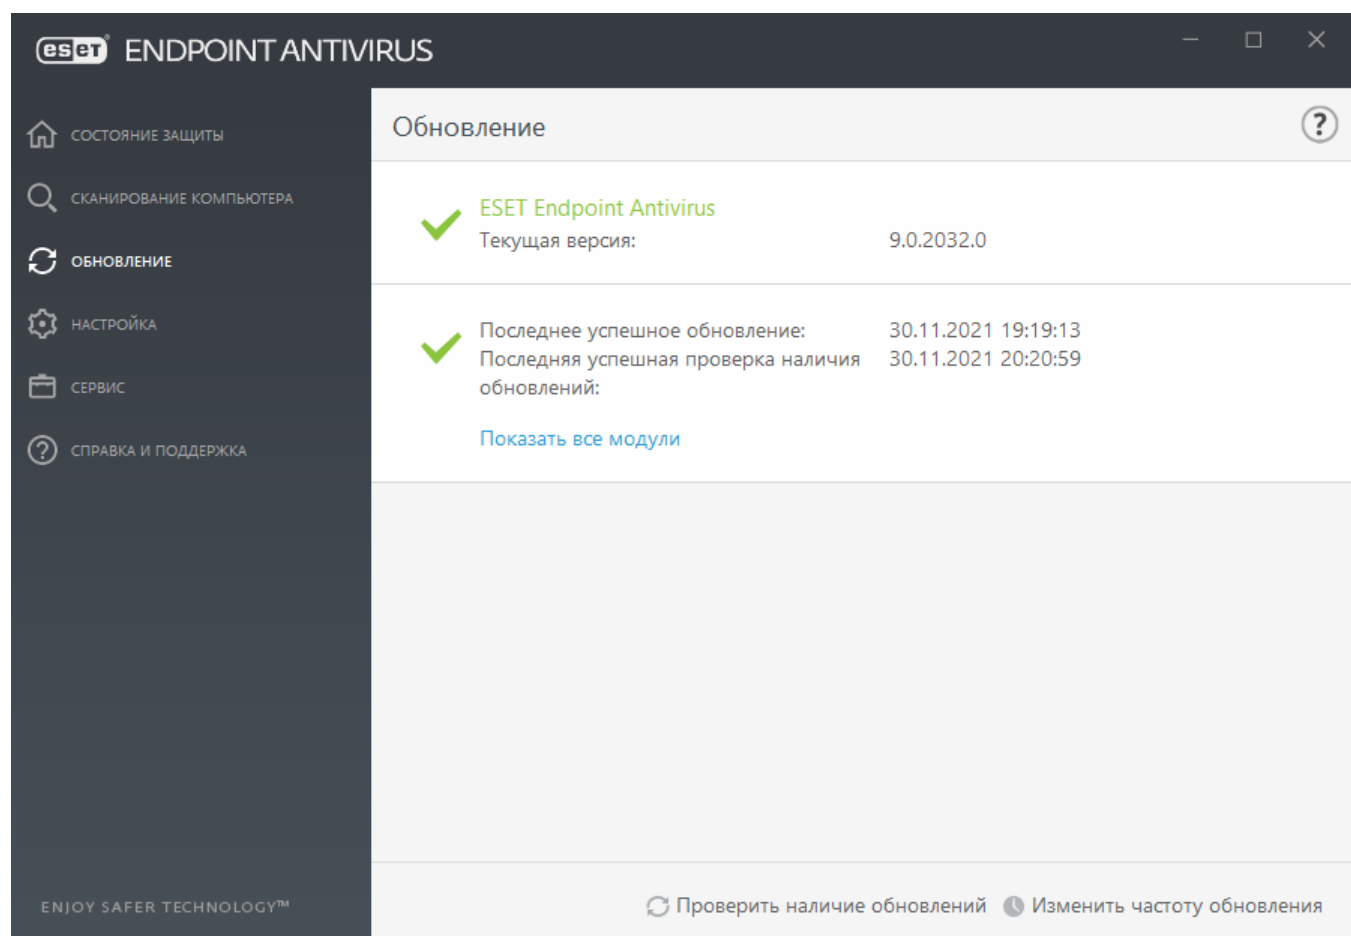 eset ENDPOINT ANTIVIRUS
СОСТОЯНИЕ ЗАЩИТЫ
СКАНИРОВАНИЕ КОМПЬЮТЕРА
ОБНОВЛЕНИЕ
НАСТРОЙКА
СЕРВИС
СПРАВКА И ПОДДЕРЖКА
ENJOY SAFER TECHNOLOGY™
Обновление ?
ESET Endpoint Antivirus
Текущая версия: 9.0.2032.0
Последнее успешное обновление: 30.11.2021 19:19:13
Последняя успешная проверка наличия 30.11.2021 20:20:59
обновлений:
Показать все модули
Проверить наличие обновлений Изменить частоту обновления